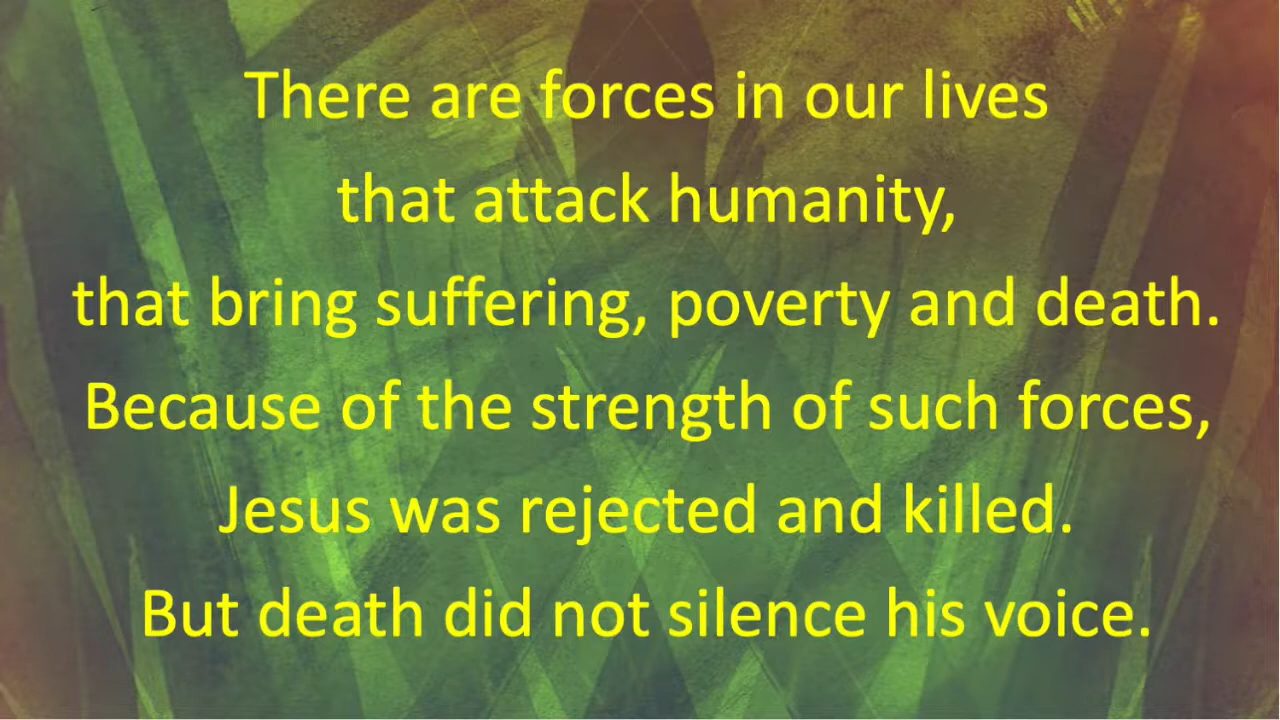 There are forces in our lives
that attack humanity,
that bring suffering, poverty and death.
Because of the strength of such forces,
Jesus was rejected and killed.
But death did not silence his voice.